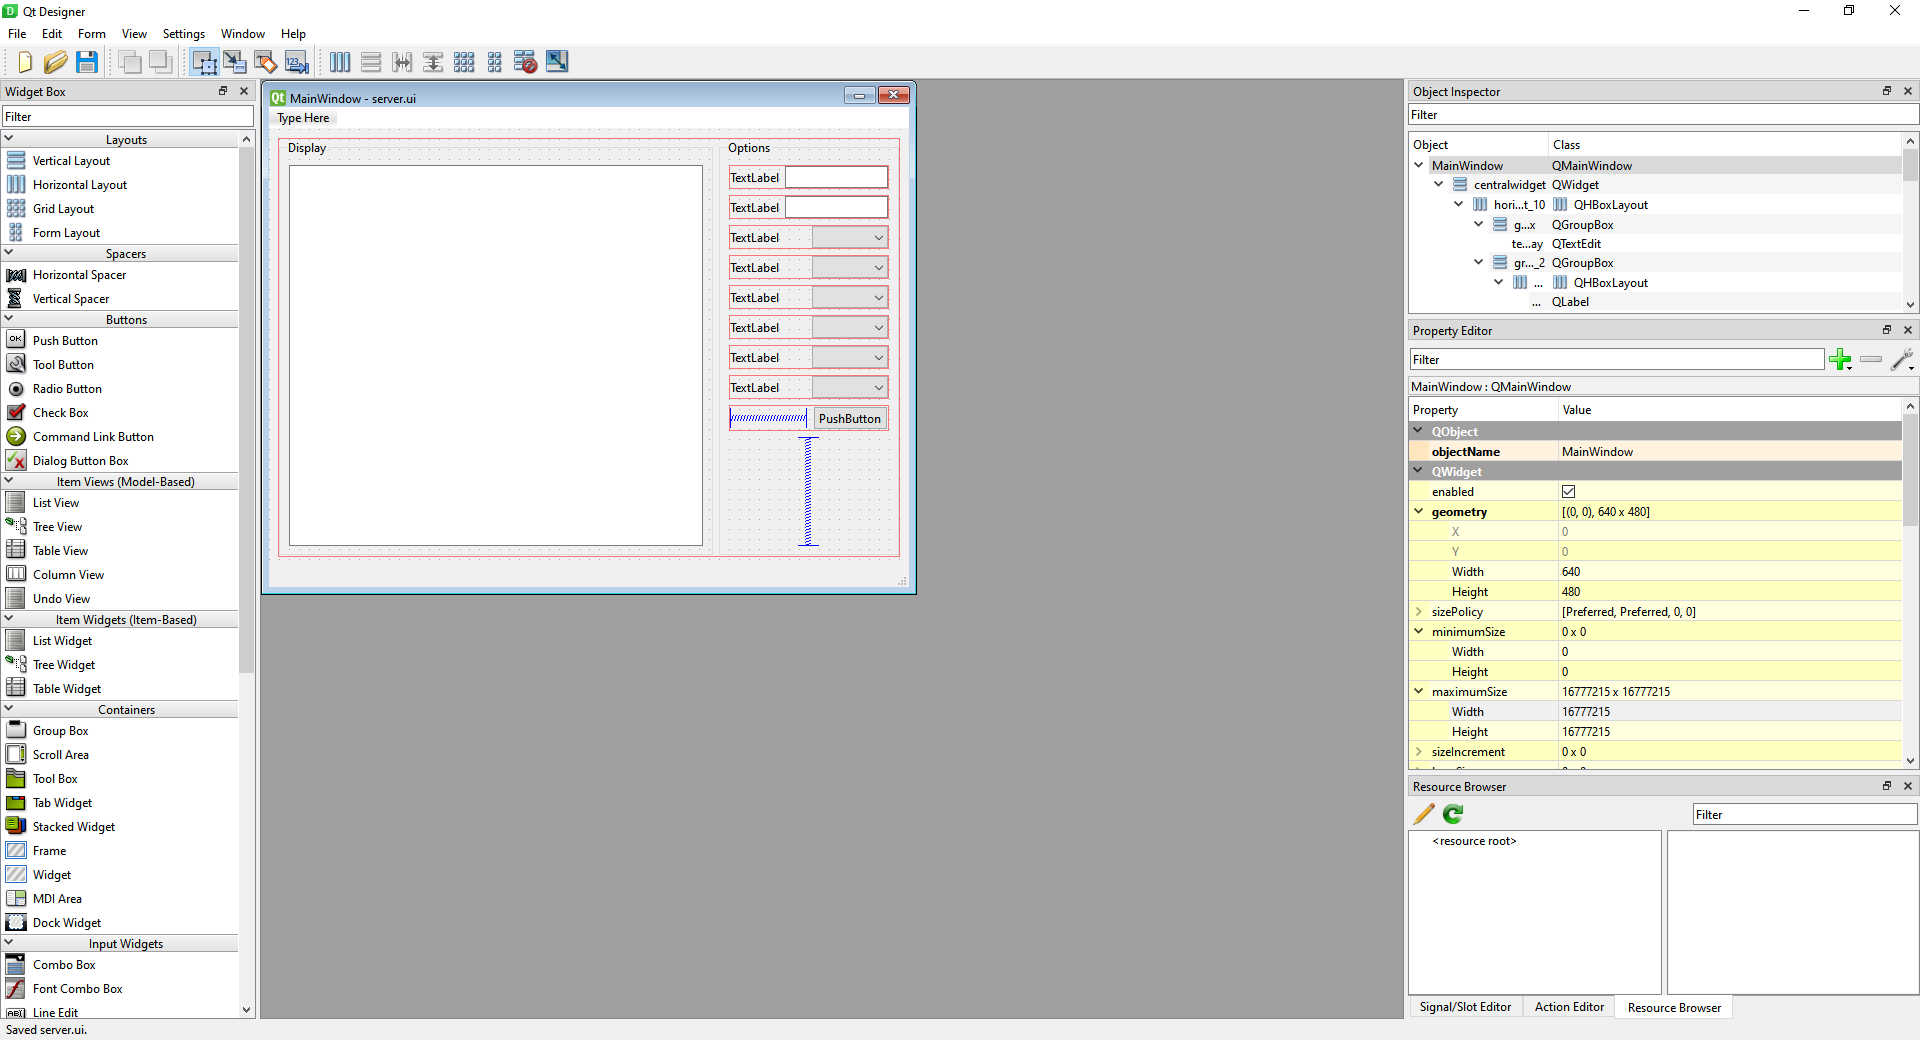 Qt Designer
File Edit Form View Settings Window Help
Widget Box
Filter
Layouts
Vertical Layout
Horizontal Layout
Grid Layout
Form Layout
Spacers
Horizontal Spacer
Vertical Spacer
Buttons
OK Push Button
Tool Button
Radio Button
Check Box
Command Link Button
Dialog Button Box
Item Views (Model-Based)
List View
Tree View
Table View
Column View
Undo View
Item Widgets (Item-Based)
List Widget
Tree Widget
Table Widget
Containers
Group Box
Scroll Area
Tool Box
Tab Widget
Stacked Widget
Frame
Widget
MDI Area
Dock Widget
Input Widgets
Combo Box
Font Combo Box
Line Edit
Saved server.ui.
Qt MainWindow - server.ui
Type Here
Display
Options
TextLabel
TextLabel
TextLabel
TextLabel
TextLabel
TextLabel
TextLabel
TextLabel
PushButton
Object Inspector
Filter
Object Class
MainWindow QMainWindow
centralwidget QWidget
hori...t_10 QHBoxLayout
g...x QGroupBox
te...ay QTextEdit
gr..._2 QGroupBox
... QHBoxLayout
... QLabel
Property Editor
Filter
MainWindow : QMainWindow
Property Value
QObject
objectName MainWindow
QWidget
enabled
geometry [(0, 0), 640 x 480]
X 0
Y 0
Width 640
Height 480
sizePolicy [Preferred, Preferred, 0, 0]
minimumSize 0 x 0
Width 0
Height 0
maximumSize 16777215 x 16777215
Width 16777215
Height 16777215
sizeIncrement 0 x 0
Resource Browser
Filter
<resource root>
Signal/Slot Editor Action Editor Resource Browser